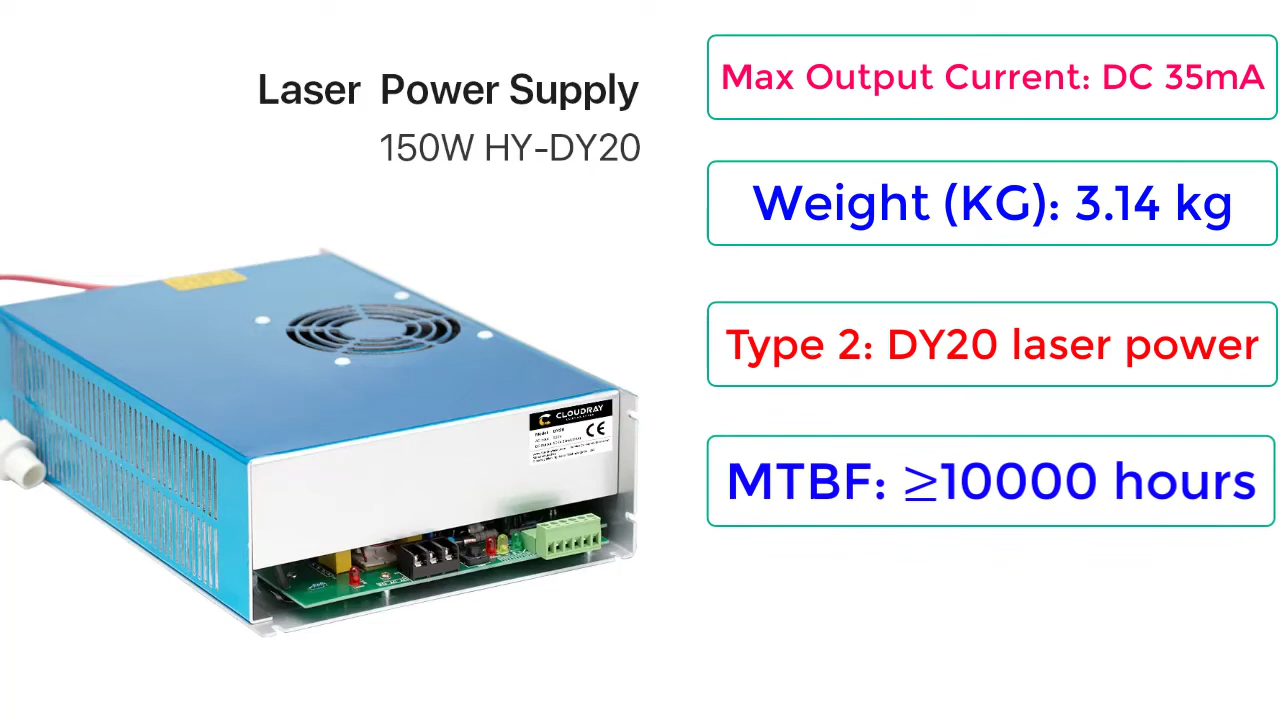 Laser Power Supply
150W HY-DY20
Max Output Current: DC 35mA
Weight (KG): 3.14 kg
Type 2: DY20 laser power
MTBF: ≥10000 hours
CLOUDRAY
CE